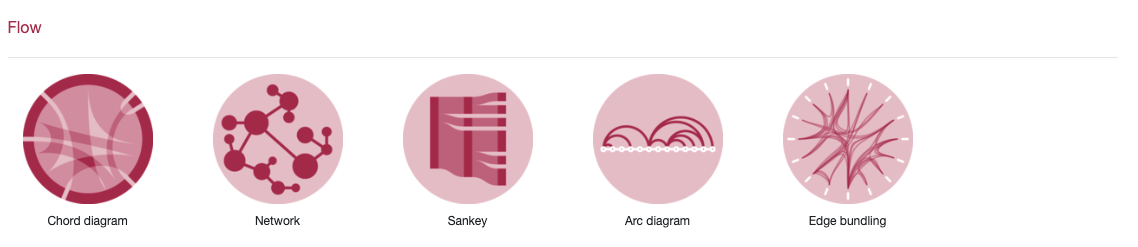 Flow
Chord diagram
Network
Sankey
Arc diagram
Edge bundling